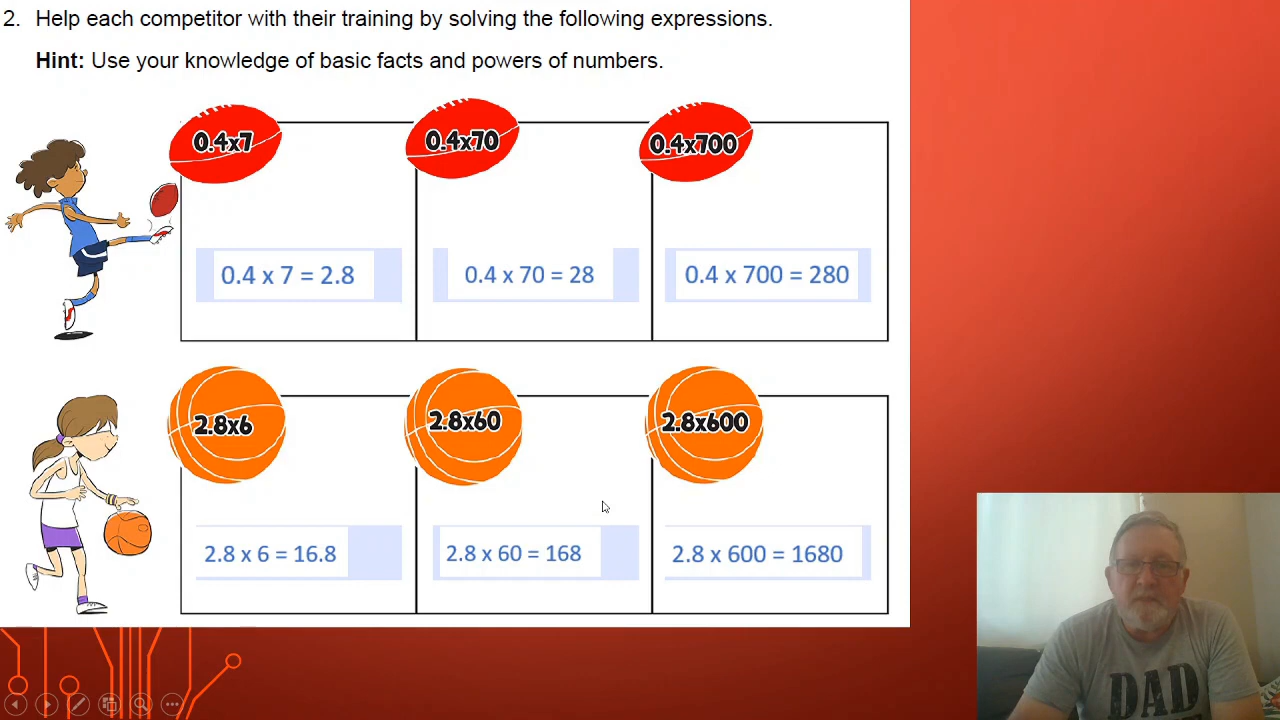 2. Help each competitor with their training by solving the following expressions.
Hint: Use your knowledge of basic facts and powers of numbers.
0.4x7
0.4x70
0.4x700
0.4 x 7 = 2.8
0.4 x 70 = 28
0.4 x 700 = 280
2.8x6
2.8x60
2.8x600
2.8 x 6 = 16.8
2.8 x 60 = 168
2.8 x 600 = 1680
DAD